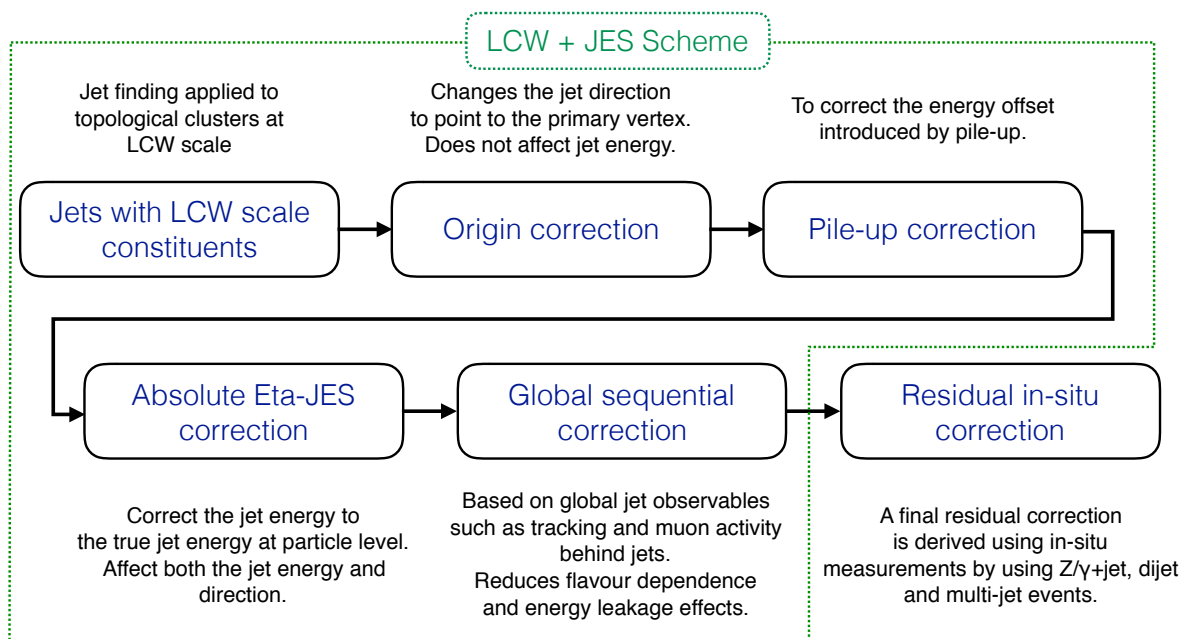 LCW + JES Scheme
Jet finding applied to
topological clusters at
LCW scale
Changes the jet direction
to point to the primary vertex.
Does not affect jet energy.
To correct the energy offset
introduced by pile-up.
Jets with LCW scale
constituents
Origin correction
Pile-up correction
Absolute Eta-JES
correction
Global sequential
correction
Residual in-situ
correction
Correct the jet energy to
the true jet energy at particle level.
Affect both the jet energy and
direction.
Based on global jet observables
such as tracking and muon activity
behind jets.
Reduces flavour dependence
and energy leakage effects.
A final residual correction
is derived using in-situ
measurements by using Z/γ+jet, dijet
and multi-jet events.